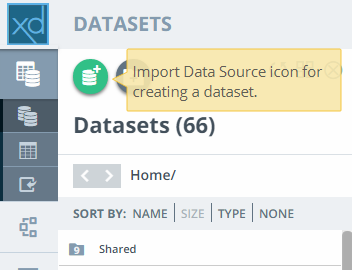 xd DATASETS
Import Data Source icon for
creating a dataset.
Datasets (66)
Home/
SORT BY: NAME SIZE TYPE NONE
9 Shared